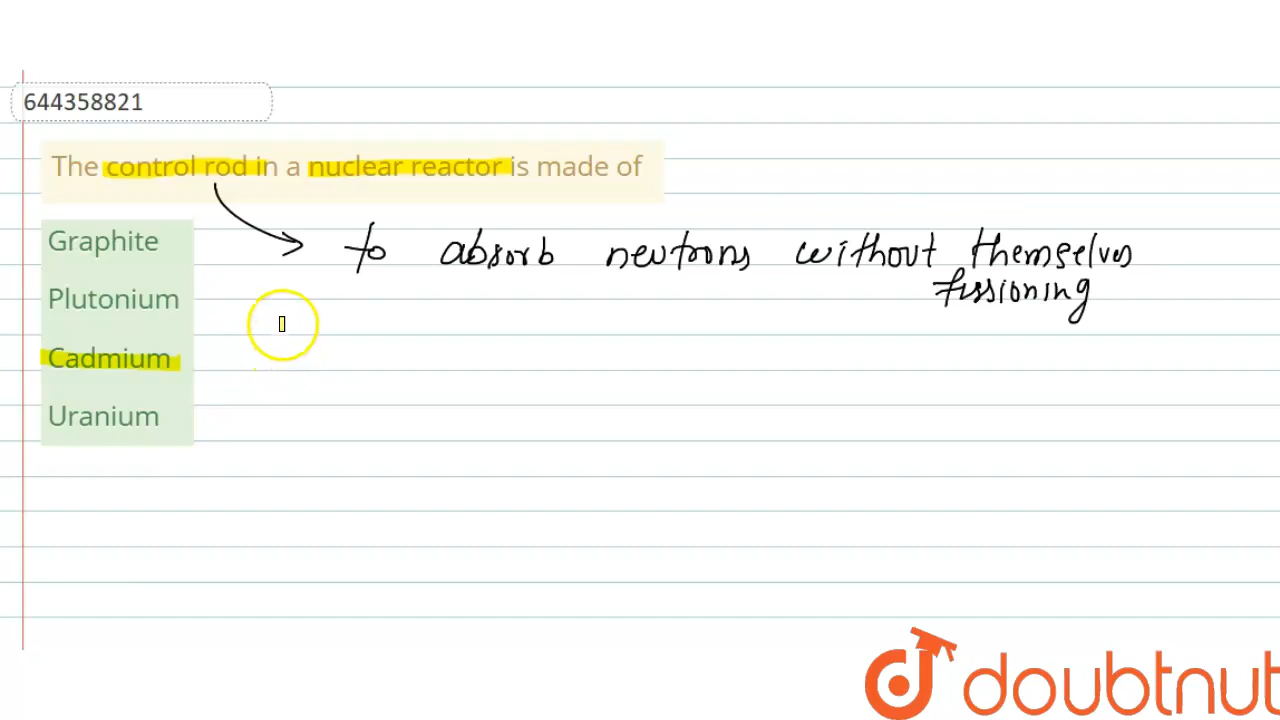 644358821
The control rod in a nuclear reactor is made of
Graphite
to absorb neutrons without themselves
fissioning
Plutonium
Cadmium
Uranium
doubtnut